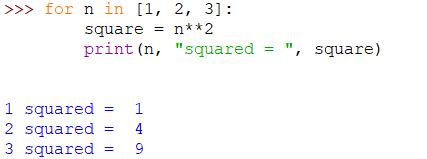 >>> for n in [1, 2, 3]:
        square = n**2
        print(n, "squared = ", square)
1 squared =  1
2 squared =  4
3 squared =  9